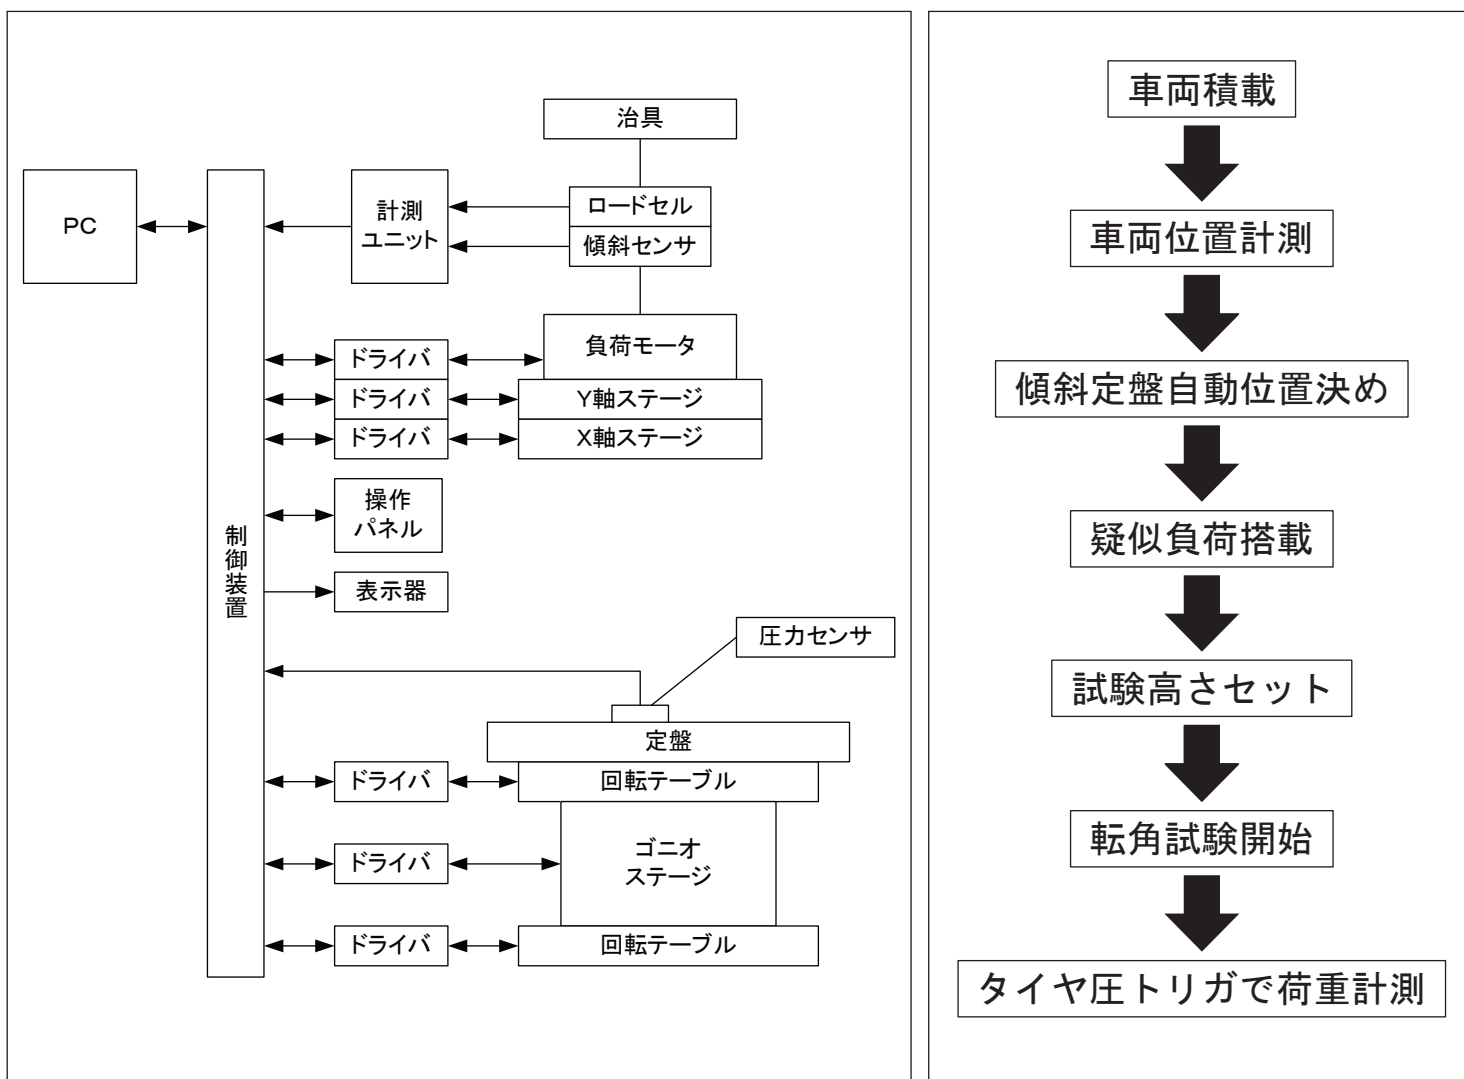 治具
PC
計測
ユニット
ロードセル
傾斜センサ
ドライバ
負荷モータ
ドライバ
Y軸ステージ
ドライバ
X軸ステージ
操作
パネル
制御装置
表示器
圧力センサ
定盤
ドライバ
回転テーブル
ドライバ
ゴニオ
ステージ
ドライバ
回転テーブル
車両積載
車両位置計測
傾斜定盤自動位置決め
疑似負荷搭載
試験高さセット
転角試験開始
タイヤ圧トリガで荷重計測